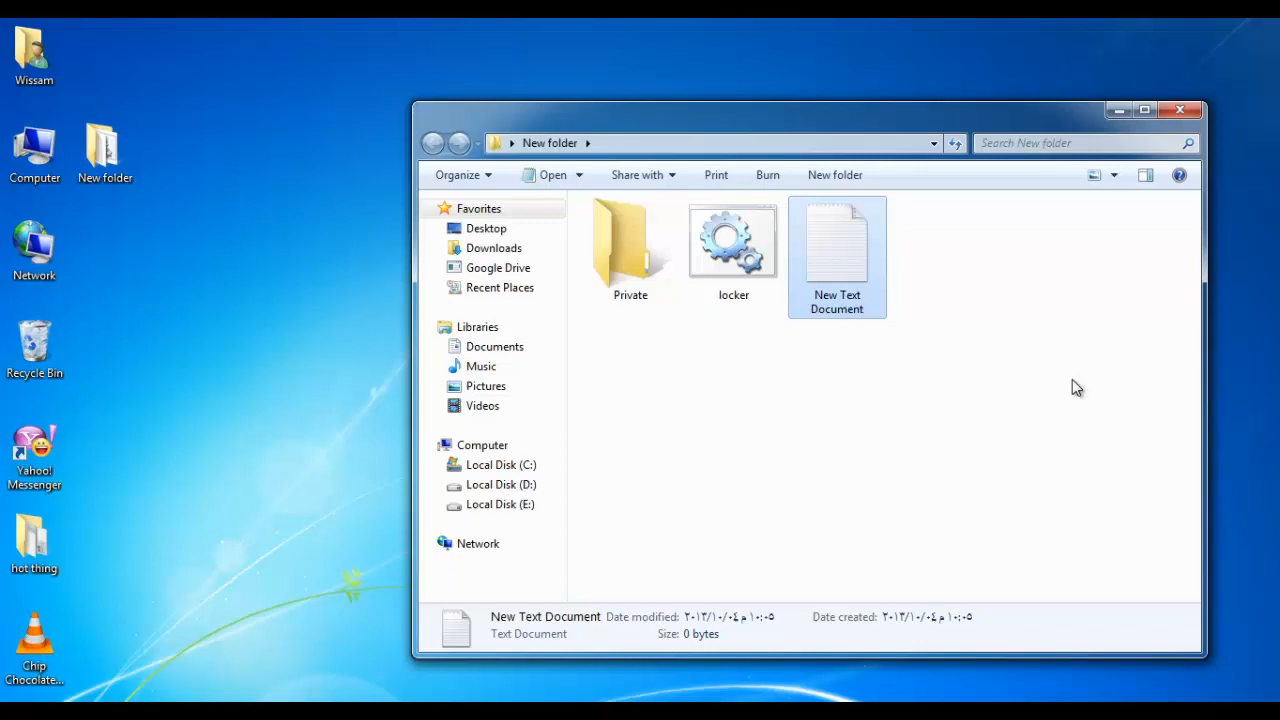 Wissam
Computer
New folder
Network
Recycle Bin
Yahoo!
Messenger
hot thing
Chip
Chocolate...
New folder
Search New folder
Organize
Open
Share with
Print
Burn
New folder
Favorites
Desktop
Downloads
Google Drive
Recent Places
Libraries
Documents
Music
Pictures
Videos
Computer
Local Disk (C:)
Local Disk (D:)
Local Disk (E:)
Network
Private
locker
New Text
Document
New Text Document Date modified: ٢٠١٣/١٠/٠٤ م ١٠:٠٥ Date created: ٢٠١٣/١٠/٠٤ م ١٠:٠٥
Text Document Size: 0 bytes